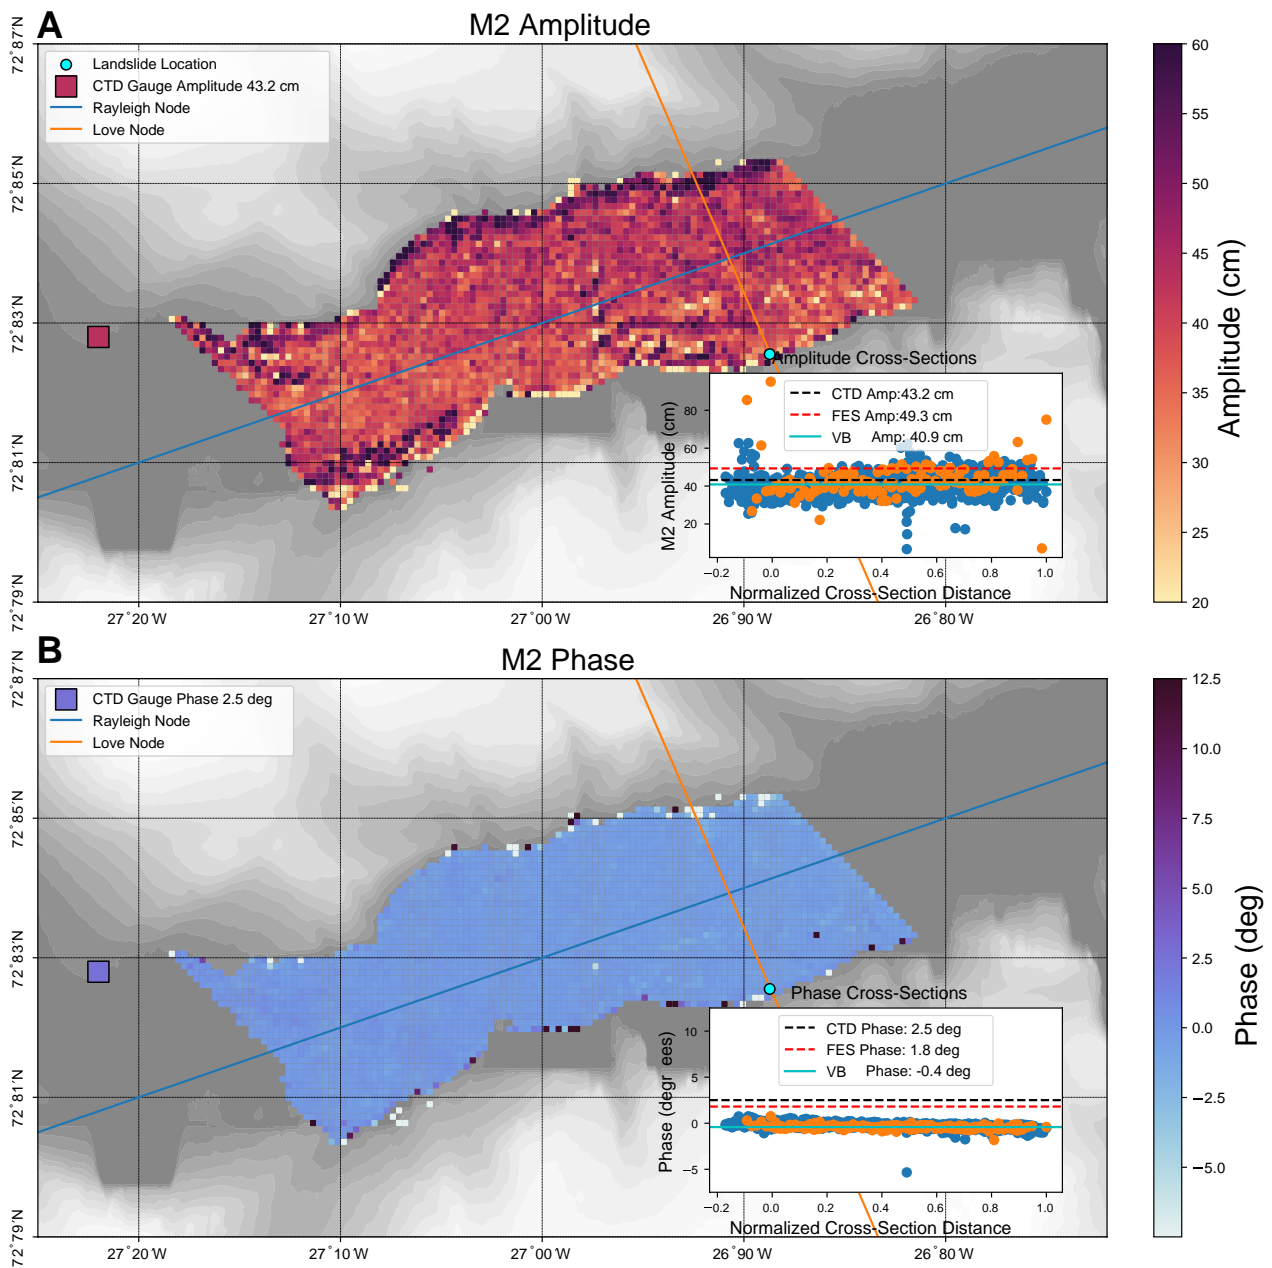 A
M2 Amplitude
Landslide Location
CTD Gauge Amplitude 43.2 cm
Rayleigh Node
Love Node
72˚87'N
72˚85'N
72˚83'N
72˚81'N
72˚79'N
27˚20'W
27˚10'W
27˚00'W
26˚90'W
26˚80'W
Amplitude Cross-Sections
CTD Amp:43.2 cm
FES Amp:49.3 cm
VB Amp: 40.9 cm
M2 Amplitude (cm)
80
60
40
20
−0.2
0.0
0.2
0.4
0.6
0.8
1.0
Normalized Cross-Section Distance
60
55
50
45
40
35
30
25
20
Amplitude (cm)
B
M2 Phase
CTD Gauge Phase 2.5 deg
Rayleigh Node
Love Node
72˚87'N
72˚85'N
72˚83'N
72˚81'N
72˚79'N
27˚20'W
27˚10'W
27˚00'W
26˚90'W
26˚80'W
Phase Cross-Sections
CTD Phase: 2.5 deg
FES Phase: 1.8 deg
VB Phase: -0.4 deg
Phase (degr ees)
10
5
0
−5
−0.2
0.0
0.2
0.4
0.6
0.8
1.0
Normalized Cross-Section Distance
12.5
10.0
7.5
5.0
2.5
0.0
−2.5
−5.0
Phase (deg)